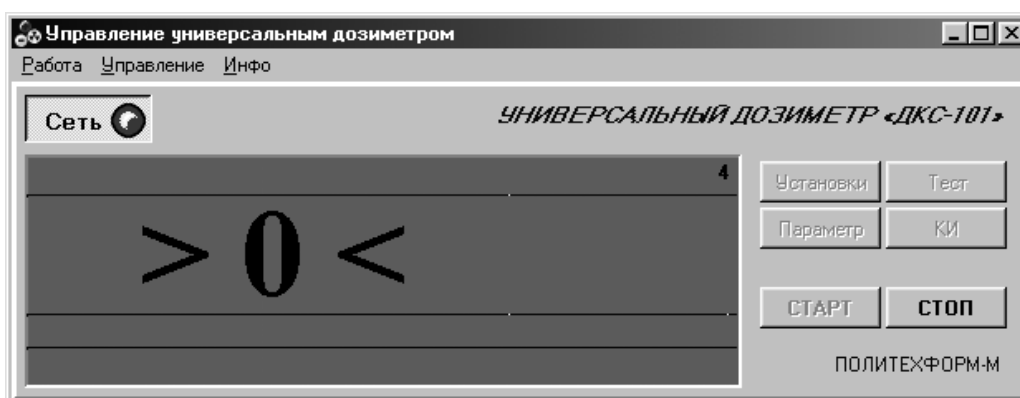 Управление универсальным дозиметром
Работа Управление Инфо
Сеть УНИВЕРСАЛЬНЫЙ ДОЗИМЕТР «ДКС-101»
4
> 0 <
Установки Тест
Параметр КИ
СТАРТ СТОП
ПОЛИТЕХФОРМ-М